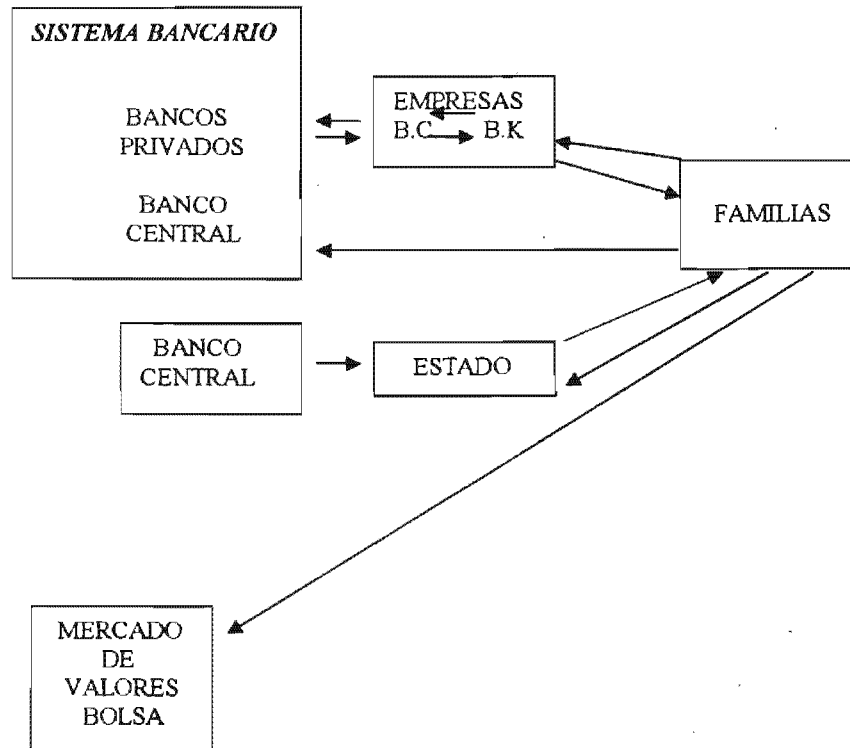 SISTEMA BANCARIO
BANCOS
PRIVADOS
BANCO
CENTRAL
EMPRESAS
B.C B.K
FAMILIAS
BANCO
CENTRAL
ESTADO
MERCADO
DE
VALORES
BOLSA